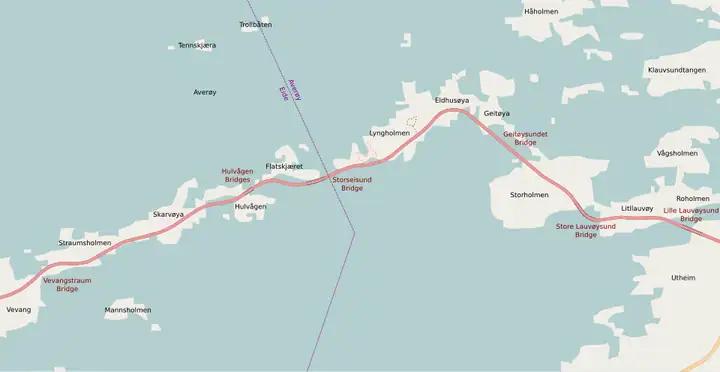 Håholmen
Trollbåten
Tennskjæra
Klauvsundtangen
Averøy
Averøy
Eide
Eldhusøya
Geitøya
Lyngholmen
Geitøysundet
Bridge
Vågsholmen
Flatskjæret
Hulvågen
Bridges
Storseisund
Bridge
Storholmen
Roholmen
Hulvågen
Litllauvøy
Lille Lauvøysund
Bridge
Skarvøya
Store Lauvøysund
Bridge
Straumsholmen
Utheim
Vevangstraum
Bridge
Vevang
Mannsholmen